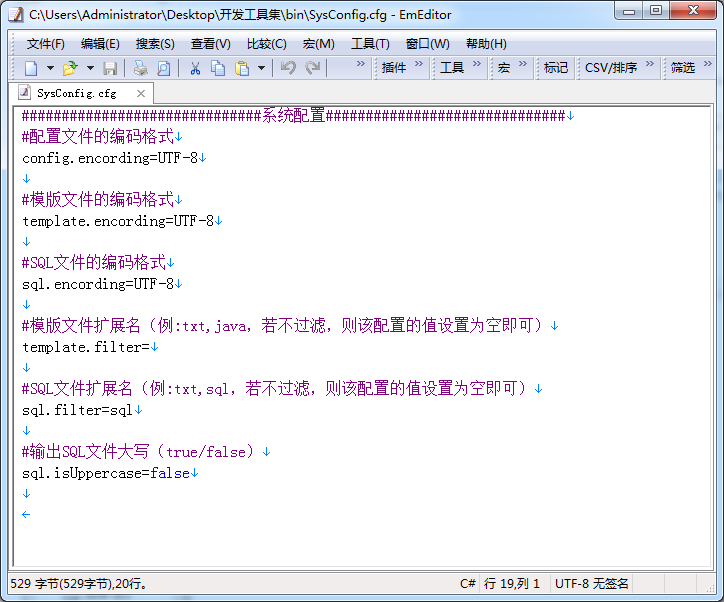 C:\Users\Administrator\Desktop\开发工具集\bin\SysConfig.cfg - EmEditor
文件(F) 编辑(E) 搜索(S) 查看(V) 比较(C) 宏(M) 工具(T) 窗口(W) 帮助(H)
插件 工具 宏 标记 CSV/排序 筛选
SysConfig.cfg
##############################系统配置##############################
#配置文件的编码格式
config.encording=UTF-8
#模版文件的编码格式
template.encording=UTF-8
#SQL文件的编码格式
sql.encording=UTF-8
#模版文件扩展名（例:txt,java，若不过滤，则该配置的值设置为空即可）
template.filter=
#SQL文件扩展名（例:txt,sql，若不过滤，则该配置的值设置为空即可）
sql.filter=sql
#输出SQL文件大写（true/false）
sql.isUppercase=false
529 字节(529字节),20行。 C# 行 19,列 1 UTF-8 无签名